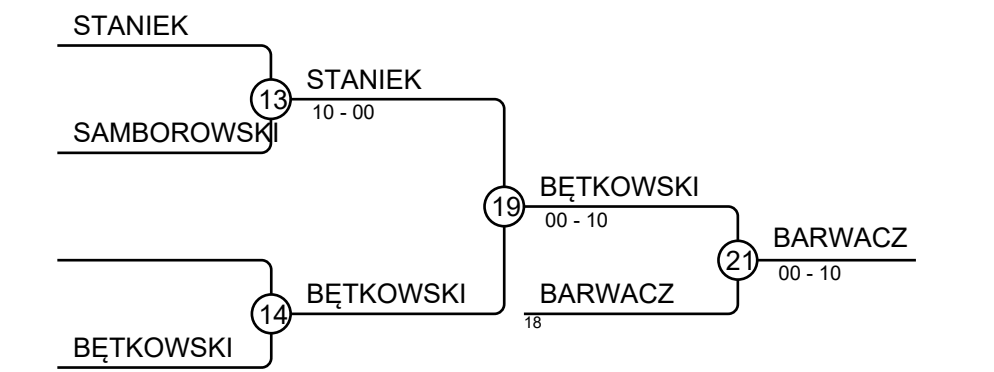 STANIEK
STANIEK
13
10 - 00
SAMBOROWSKI
BĘTKOWSKI
19
00 - 10
BARWACZ
21
00 - 10
BĘTKOWSKI
BARWACZ
14
18
BĘTKOWSKI